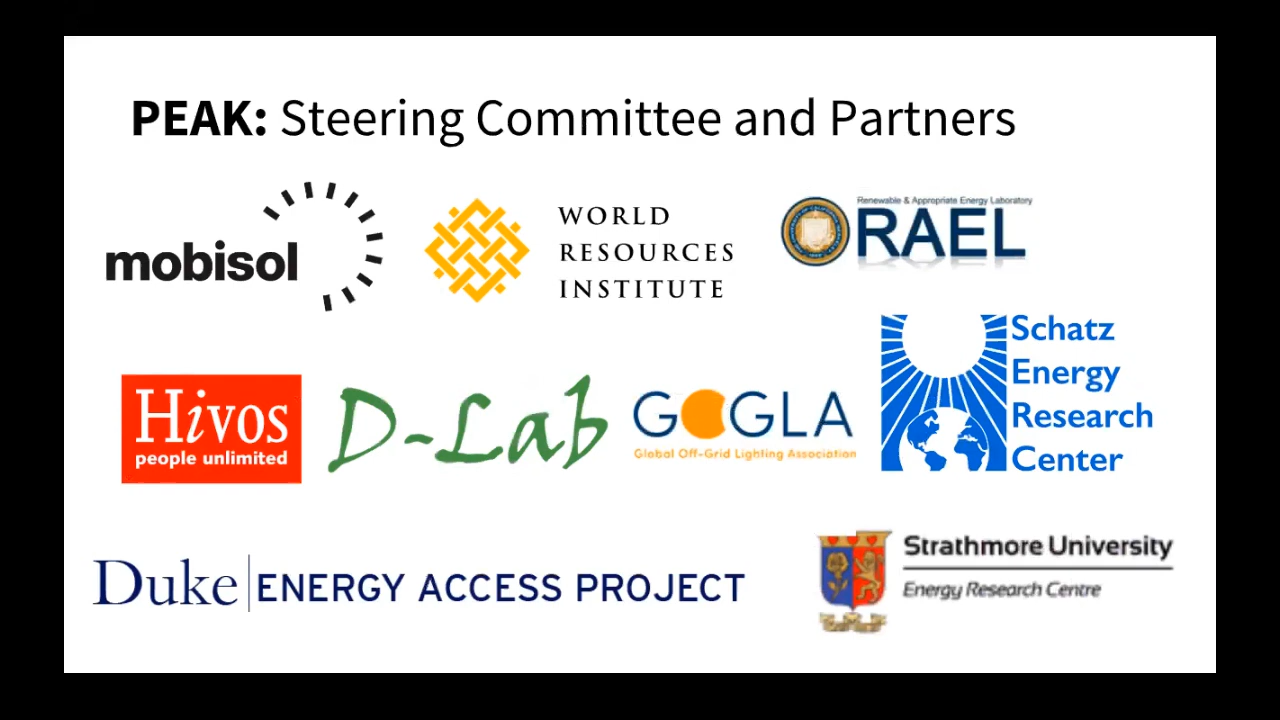 PEAK: Steering Committee and Partners
mobisol
WORLD
RESOURCES
INSTITUTE
Renewable & Appropriate Energy Laboratory
RAEL
Hivos
people unlimited
D-Lab
GOGLA
Global Off-Grid Lighting Association
Schatz
Energy
Research
Center
Duke ENERGY ACCESS PROJECT
Strathmore University
Energy Research Centre